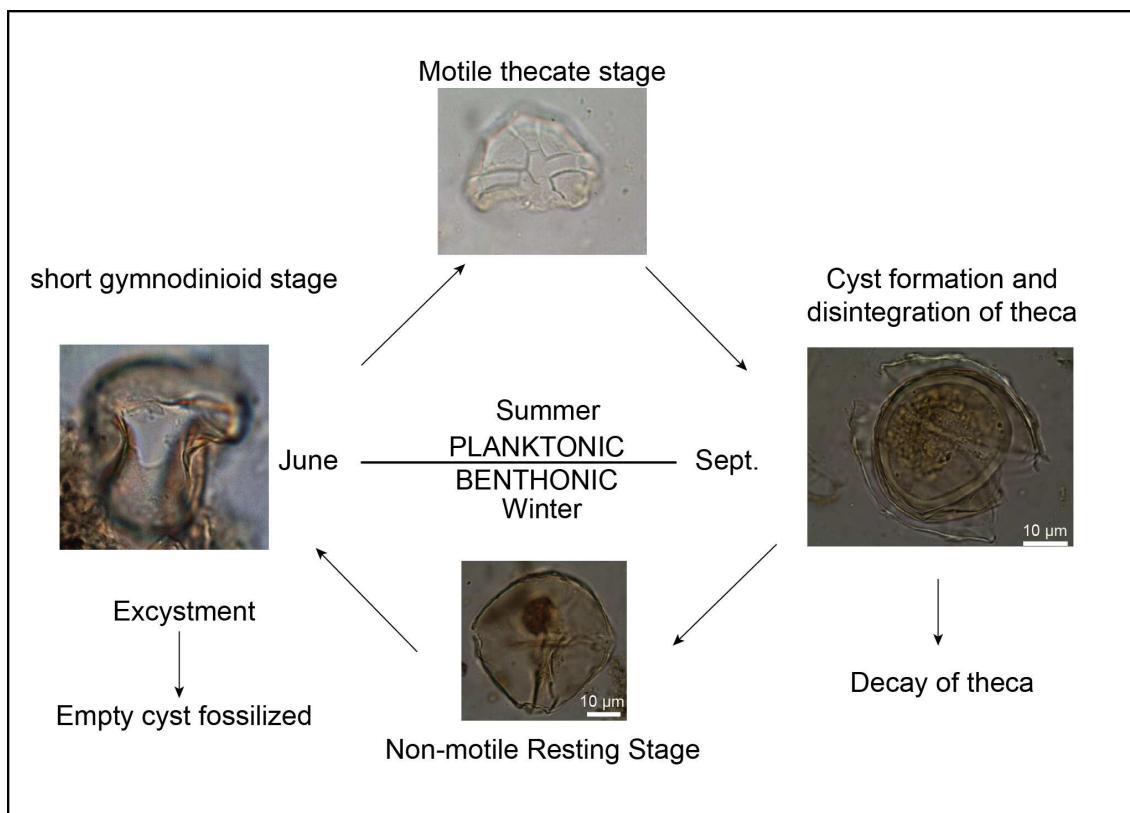 Motile thecate stage
short gymnodinioid stage
Cyst formation and
disintegration of theca
Summer
June
PLANKTONIC
Sept.
BENTHONIC
Winter
10 µm
10 µm
Excystment
Decay of theca
Empty cyst fossilized
Non-motile Resting Stage